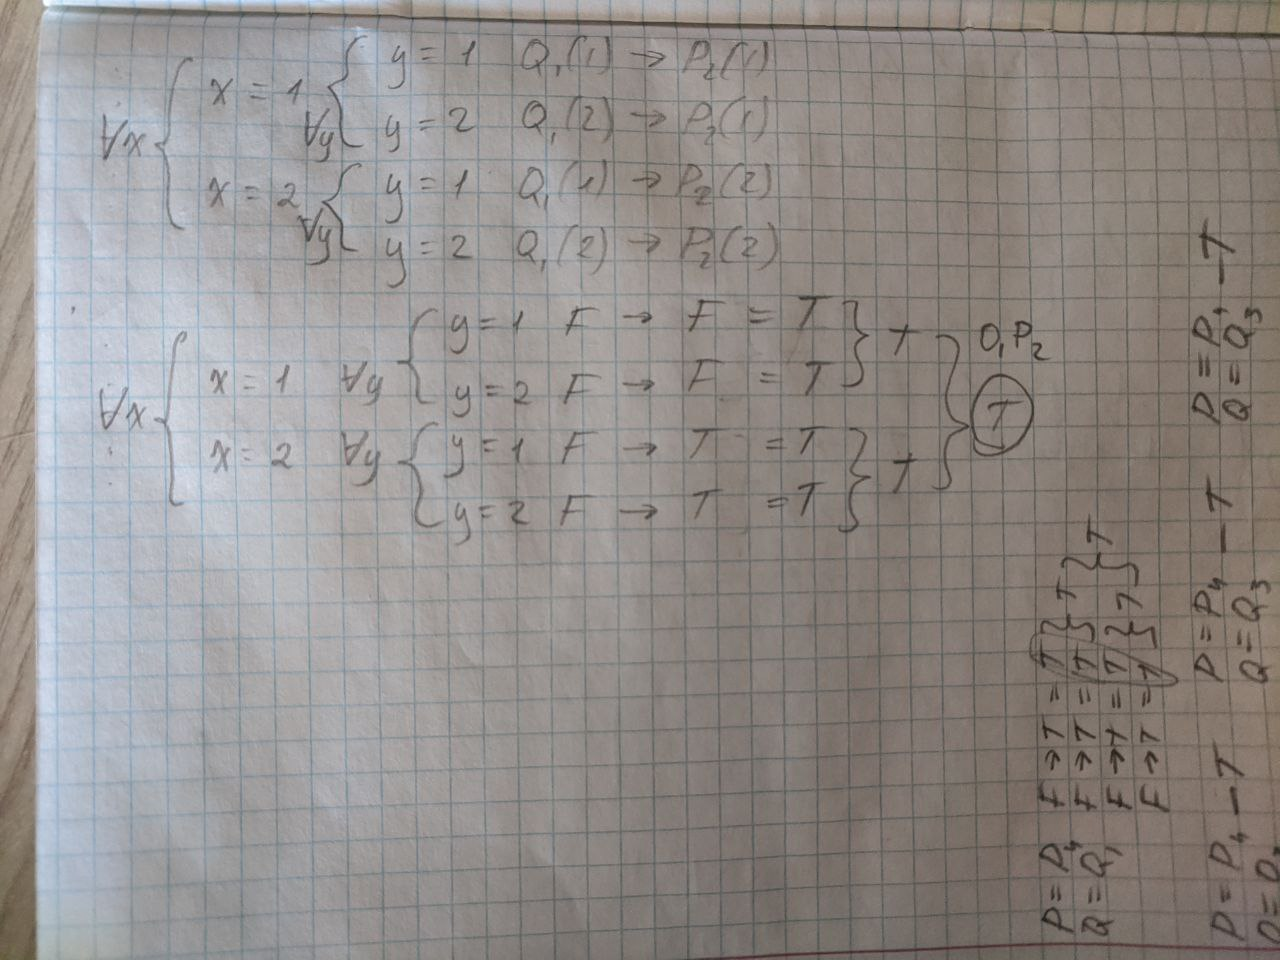 ∀x { x = 1 ∀y { y = 1 Q₁(1) → P₂(1)
y = 2 Q₁(2) → P₂(1)
x = 2 ∀y { y = 1 Q₁(1) → P₂(2)
y = 2 Q₁(2) → P₂(2)
∀x { x = 1 ∀y { y = 1 F → F = T } T } Q₁P₂
y = 2 F → F = T T
x = 2 ∀y { y = 1 F → T = T } T
y = 2 F → T = T
P = P₄ F → T = T } T } T
Q = Q₁ F → T = T
F → T = T } T
F → T = T
P = P₄ – T P = P₄ – T P = P₁ – T
Q = Q₃ Q = Q₃